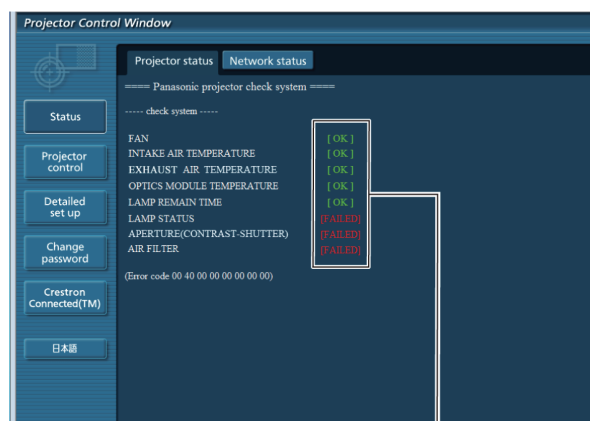 Projector Control Window
Projector status
Network status
==== Panasonic projector check system ====
----- check system -----
FAN [ OK ]
INTAKE AIR TEMPERATURE [ OK ]
EXHAUST AIR TEMPERATURE [ OK ]
OPTICS MODULE TEMPERATURE [ OK ]
LAMP REMAIN TIME [ OK ]
LAMP STATUS [FAILED]
APERTURE(CONTRAST-SHUTTER) [FAILED]
AIR FILTER [FAILED]
(Error code 00 40 00 00 00 00 00 00)
Status
Projector
control
Detailed
set up
Change
password
Crestron
Connected(TM)
日本語